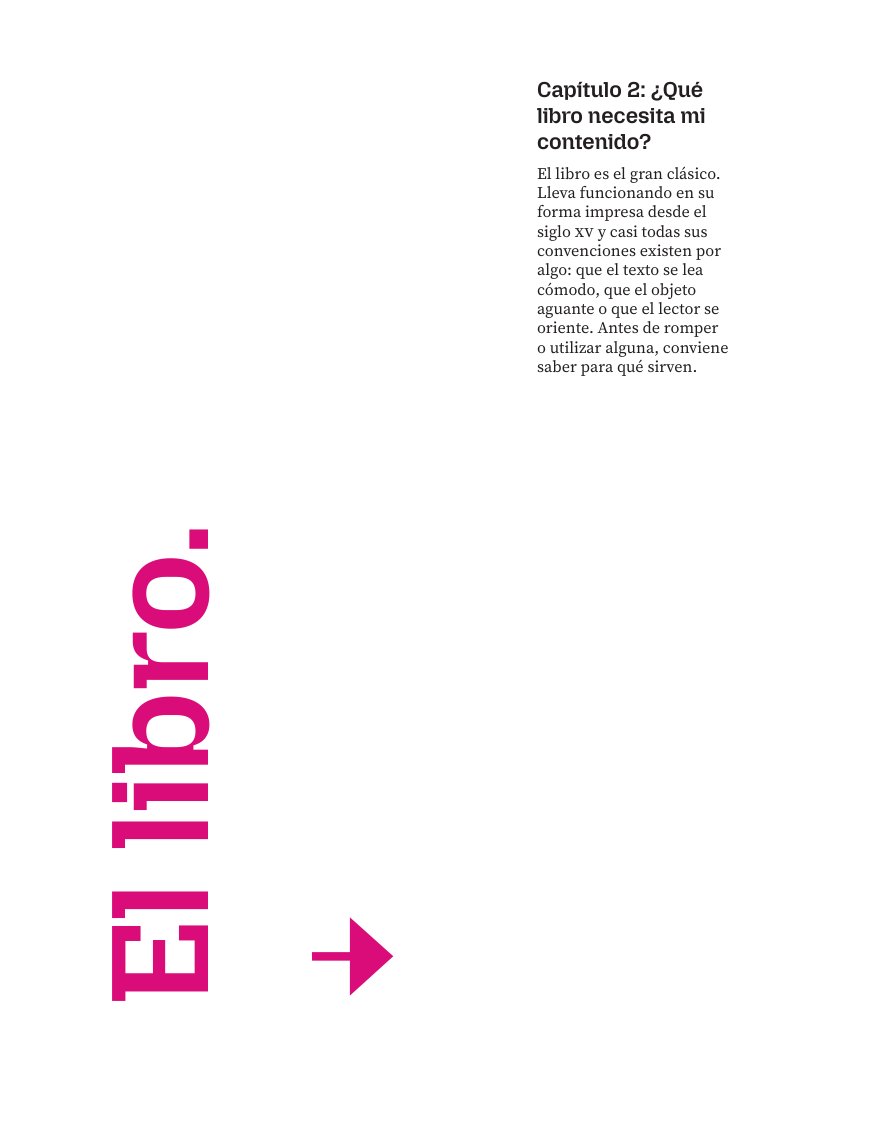 Capítulo 2: ¿Qué
libro necesita mi
contenido?
El libro es el gran clásico.
Lleva funcionando en su
forma impresa desde el
siglo XV y casi todas sus
convenciones existen por
algo: que el texto se lea
cómodo, que el objeto
aguante o que el lector se
oriente. Antes de romper
o utilizar alguna, conviene
saber para qué sirven.
El libro.